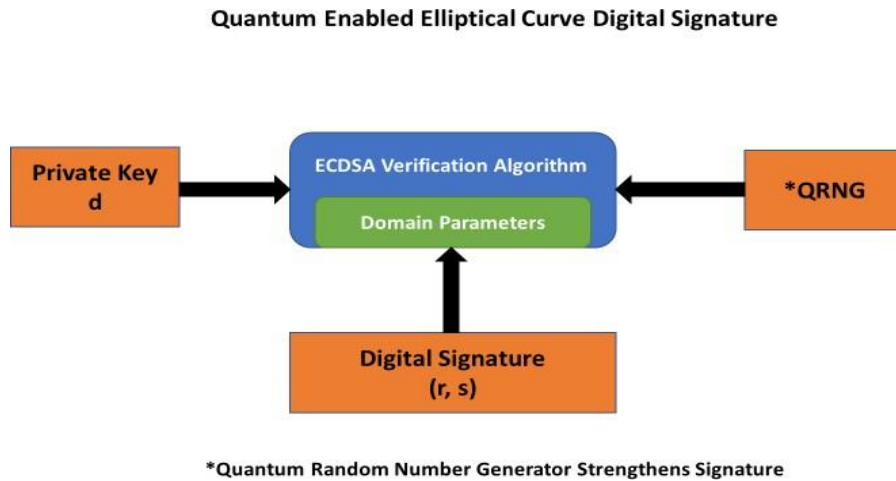 Quantum Enabled Elliptical Curve Digital Signature
ECDSA Verification Algorithm
Private Key
d
*QRNG
Domain Parameters
Digital Signature
(r, s)
*Quantum Random Number Generator Strengthens Signature